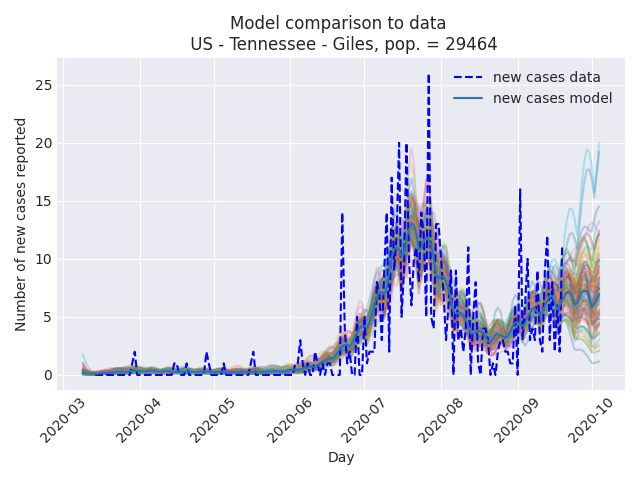 Model comparison to data
US - Tennessee - Giles, pop. = 29464
new cases data
new cases model
Number of new cases reported
25
20
15
10
5
0
2020-03
2020-04
2020-05
2020-06
2020-07
2020-08
2020-09
2020-10
Day